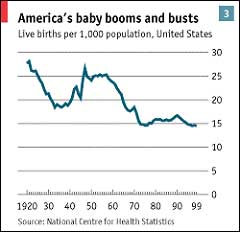 America's baby booms and busts
3
Live births per 1,000 population, United States
30
25
20
15
10
5
0
1920 30 40 50 60 70 80 90 99
Source: National Centre for Health Statistics